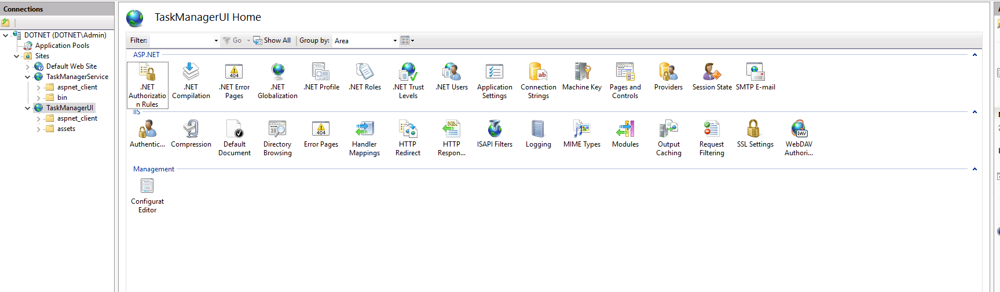 Connections
DOTNET (DOTNET\Admin)
Application Pools
Sites
Default Web Site
TaskManagerService
aspnet_client
bin
TaskManagerUI
aspnet_client
assets
TaskManagerUI Home
Filter: Go Show All Group by: Area
ASP.NET
.NET
Authorizatio
n Rules
.NET
Compilation
.NET Error
Pages
404
.NET
Globalization
.NET Profile
.NET Roles
.NET Trust
Levels
.NET Users
Application
Settings
ab
Connection
Strings
Machine Key
Pages and
Controls
Providers
Session State
SMTP E-mail
IIS
Authentic...
Compression
Default
Document
Directory
Browsing
404
Error Pages
Handler
Mappings
HTTP
Redirect
HTTP
Respon...
ISAPI Filters
Logging
MIME Types
Modules
Output
Caching
Request
Filtering
SSL Settings
DAV
WebDAV
Authori...
Management
Configurat
Editor